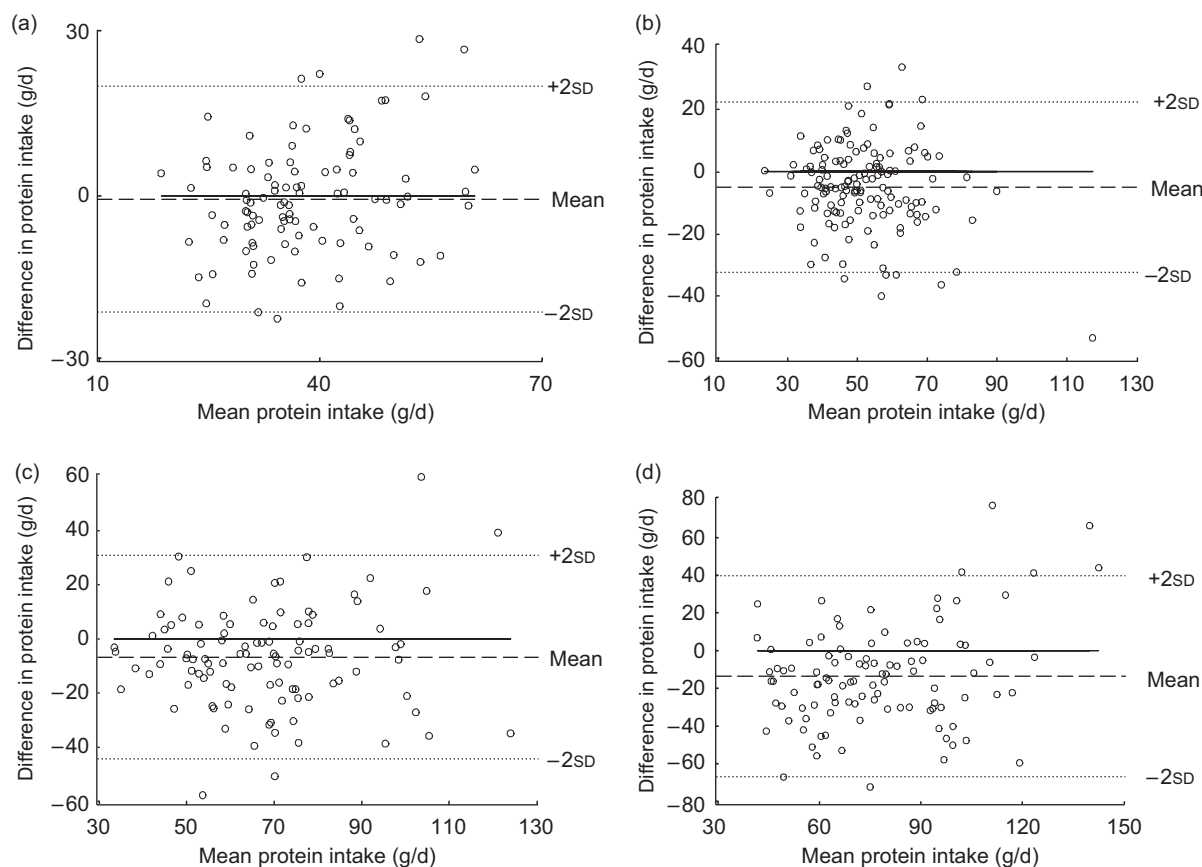 (a)
30
0
–30
10
40
70
+2SD
Mean
–2SD
Difference in protein intake (g/d)
Mean protein intake (g/d)
(b)
40
20
0
–20
–40
–60
10
30
50
70
90
110
130
+2SD
Mean
–2SD
Difference in protein intake (g/d)
Mean protein intake (g/d)
(c)
60
40
20
0
–20
–40
–60
30
50
70
90
110
130
+2SD
Mean
–2SD
Difference in protein intake (g/d)
Mean protein intake (g/d)
(d)
80
60
40
20
0
–20
–40
–60
–80
30
60
90
120
150
+2SD
Mean
–2SD
Difference in protein intake (g/d)
Mean protein intake (g/d)